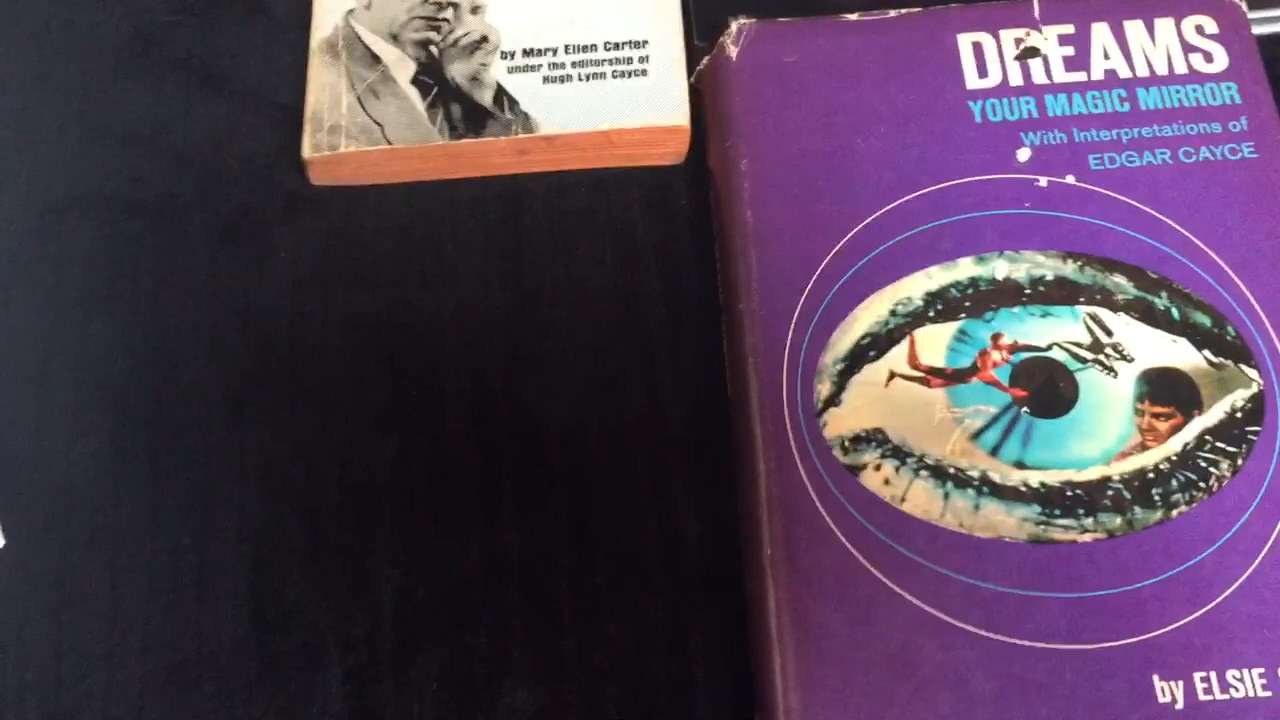 by Mary Ellen Carter
under the editorship of
Hugh Lynn Cayce
DREAMS
YOUR MAGIC MIRROR
With Interpretations of
EDGAR CAYCE
by ELSIE